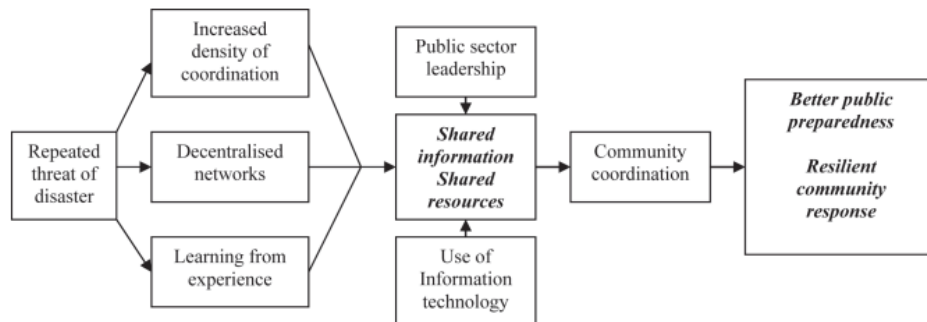 Repeated
threat of
disaster
Increased
density of
coordination
Decentralised
networks
Learning from
experience
Public sector
leadership
Shared
information
Shared
resources
Use of
Information
technology
Community
coordination
Better public
preparedness
Resilient
community
response